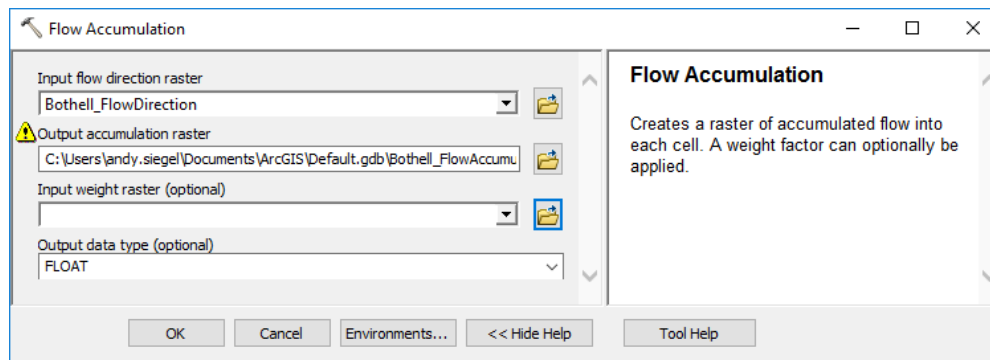 Flow Accumulation
Input flow direction raster
Bothell_FlowDirection
Output accumulation raster
C:\Users\andy.siegel\Documents\ArcGIS\Default.gdb\Bothell_FlowAccumu
Input weight raster (optional)
Output data type (optional)
FLOAT
Flow Accumulation
Creates a raster of accumulated flow into
each cell. A weight factor can optionally be
applied.
OK
Cancel
Environments...
<< Hide Help
Tool Help